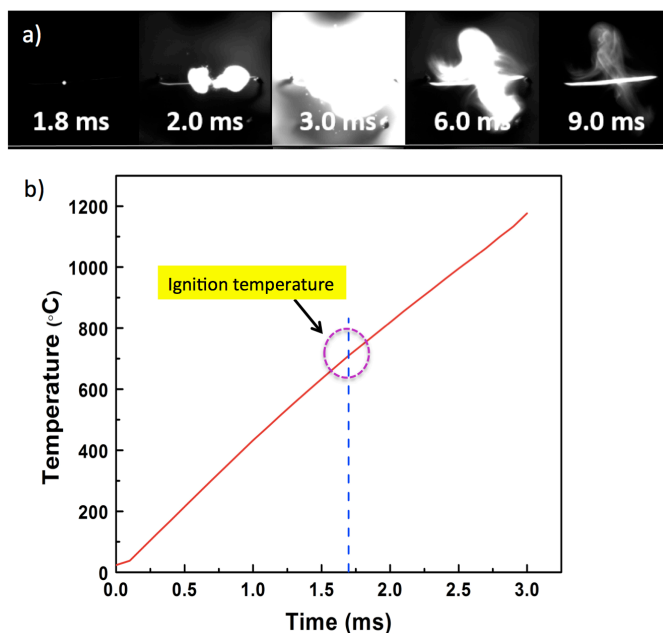 a)
1.8 ms 2.0 ms 3.0 ms 6.0 ms 9.0 ms
b)
1200
1000
800
600
400
200
0
Temperature (◦C)
Ignition temperature
0.0 0.5 1.0 1.5 2.0 2.5 3.0
Time (ms)